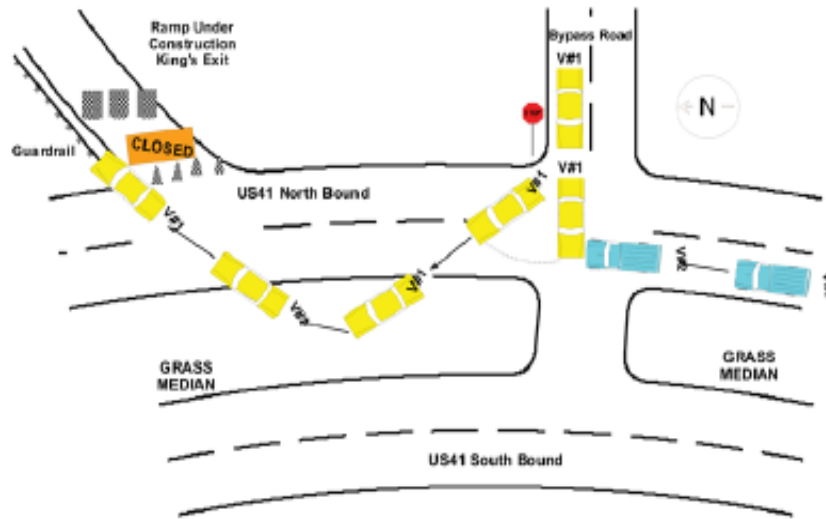 Ramp Under
Construction
King's Exit
Bypass Road
V#1
N
STOP
CLOSED
Guardrail
V#1
V#1
US41 North Bound
V#1
V#2
V#1
V#2
GRASS
MEDIAN
GRASS
MEDIAN
US41 South Bound